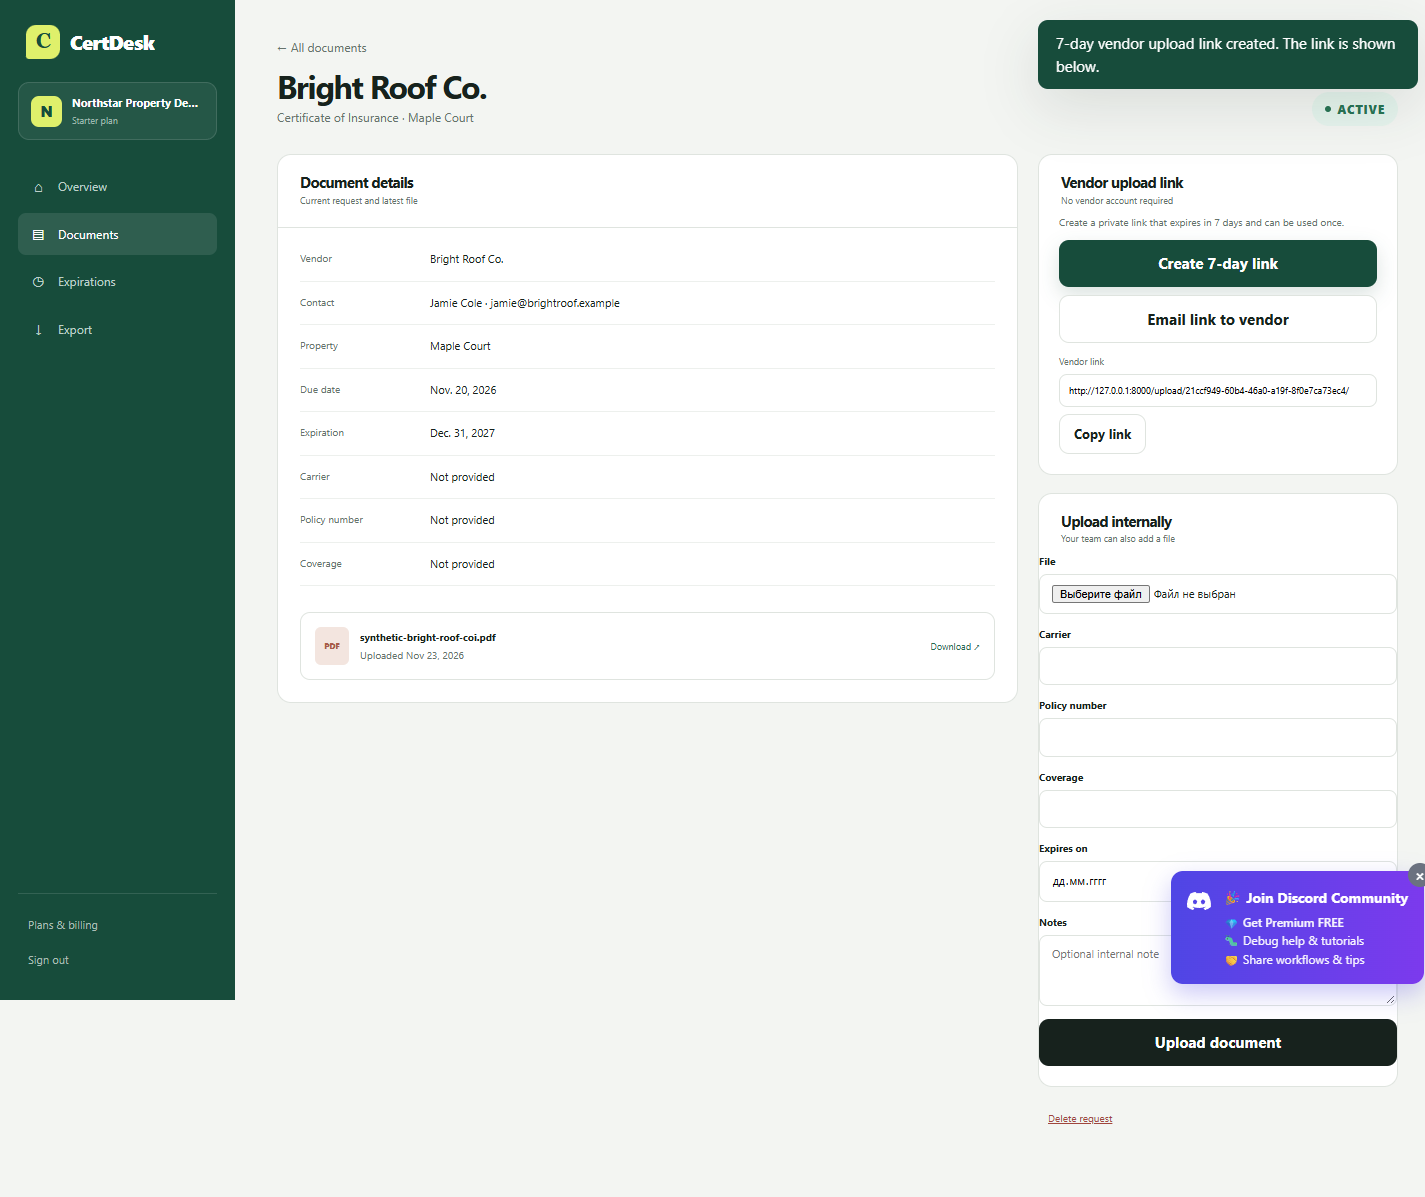 C CertDesk
N Northstar Property De...
Starter plan
Overview
Documents
Expirations
Export
Plans & billing
Sign out
← All documents
Bright Roof Co.
Certificate of Insurance · Maple Court
7-day vendor upload link created. The link is shown
below.
• ACTIVE
Document details
Current request and latest file
Vendor Bright Roof Co.
Contact Jamie Cole · jamie@brightroof.example
Property Maple Court
Due date Nov. 20, 2026
Expiration Dec. 31, 2027
Carrier Not provided
Policy number Not provided
Coverage Not provided
PDF synthetic-bright-roof-coi.pdf
Uploaded Nov 23, 2026
Download ↗
Vendor upload link
No vendor account required
Create a private link that expires in 7 days and can be used once.
Create 7-day link
Email link to vendor
Vendor link
http://127.0.0.1:8000/upload/21ccf949-60b4-46a0-a19f-8f0e7ca73ec4/
Copy link
Upload internally
Your team can also add a file
File
Выберите файл Файл не выбран
Carrier
Policy number
Coverage
Expires on
дд.мм.гггг
Notes
Optional internal note
🎉 Join Discord Community
💎 Get Premium FREE
🐛 Debug help & tutorials
🤝 Share workflows & tips
×
Upload document
Delete request